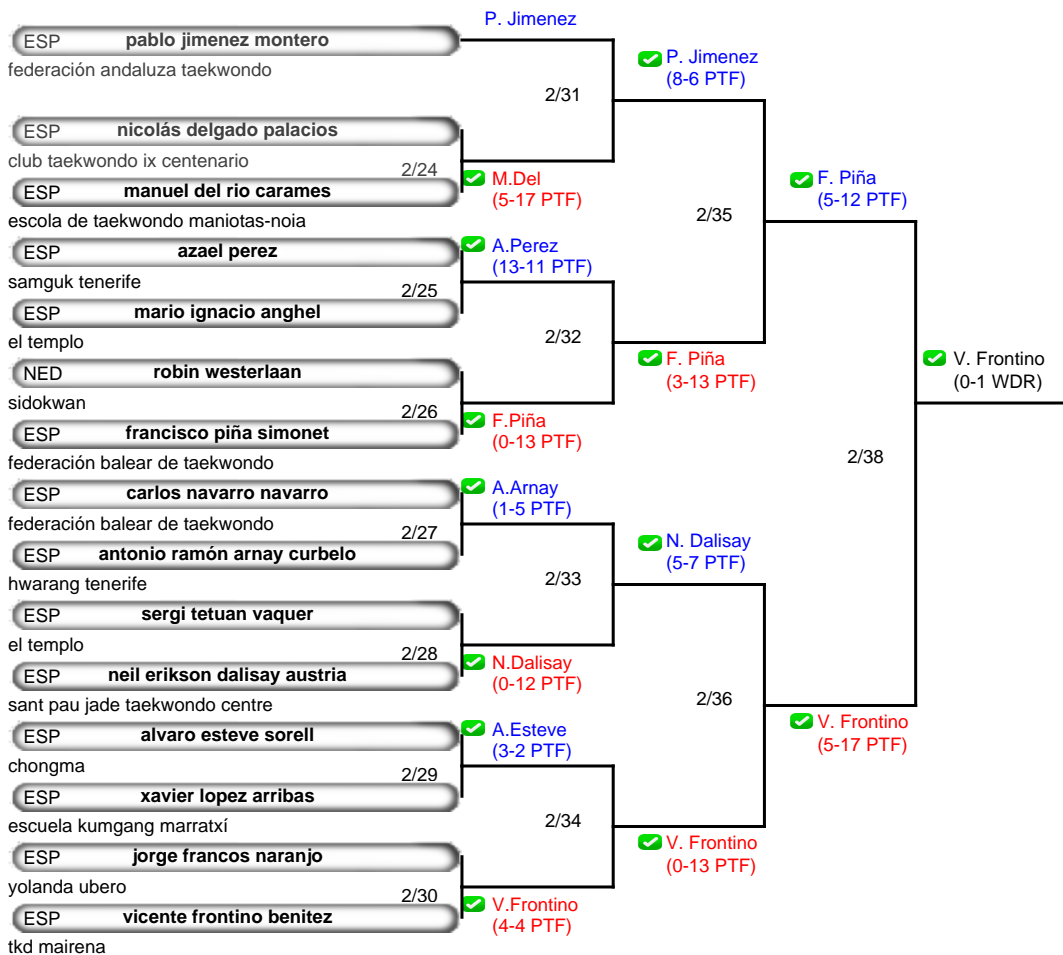 P. Jimenez
ESP pablo jimenez montero
federación andaluza taekwondo
P. Jimenez
(8-6 PTF)
2/31
ESP nicolás delgado palacios
club taekwondo ix centenario
2/24
M.Del
(5-17 PTF)
ESP manuel del rio carames
escola de taekwondo maniotas-noia
F. Piña
(5-12 PTF)
2/35
ESP azael perez
samguk tenerife
A.Perez
(13-11 PTF)
2/25
ESP mario ignacio anghel
el templo
2/32
F. Piña
(3-13 PTF)
V. Frontino
(0-1 WDR)
NED robin westerlaan
sidokwan
2/26
F.Piña
(0-13 PTF)
ESP francisco piña simonet
federación balear de taekwondo
2/38
ESP carlos navarro navarro
federación balear de taekwondo
A.Arnay
(1-5 PTF)
2/27
ESP antonio ramón arnay curbelo
hwarang tenerife
N. Dalisay
(5-7 PTF)
2/33
ESP sergi tetuan vaquer
el templo
2/28
N.Dalisay
(0-12 PTF)
ESP neil erikson dalisay austria
sant pau jade taekwondo centre
2/36
V. Frontino
(5-17 PTF)
ESP alvaro esteve sorell
chongma
A.Esteve
(3-2 PTF)
2/29
ESP xavier lopez arribas
escuela kumgang marratxí
2/34
V. Frontino
(0-13 PTF)
ESP jorge francos naranjo
yolanda ubero
2/30
V.Frontino
(4-4 PTF)
ESP vicente frontino benitez
tkd mairena